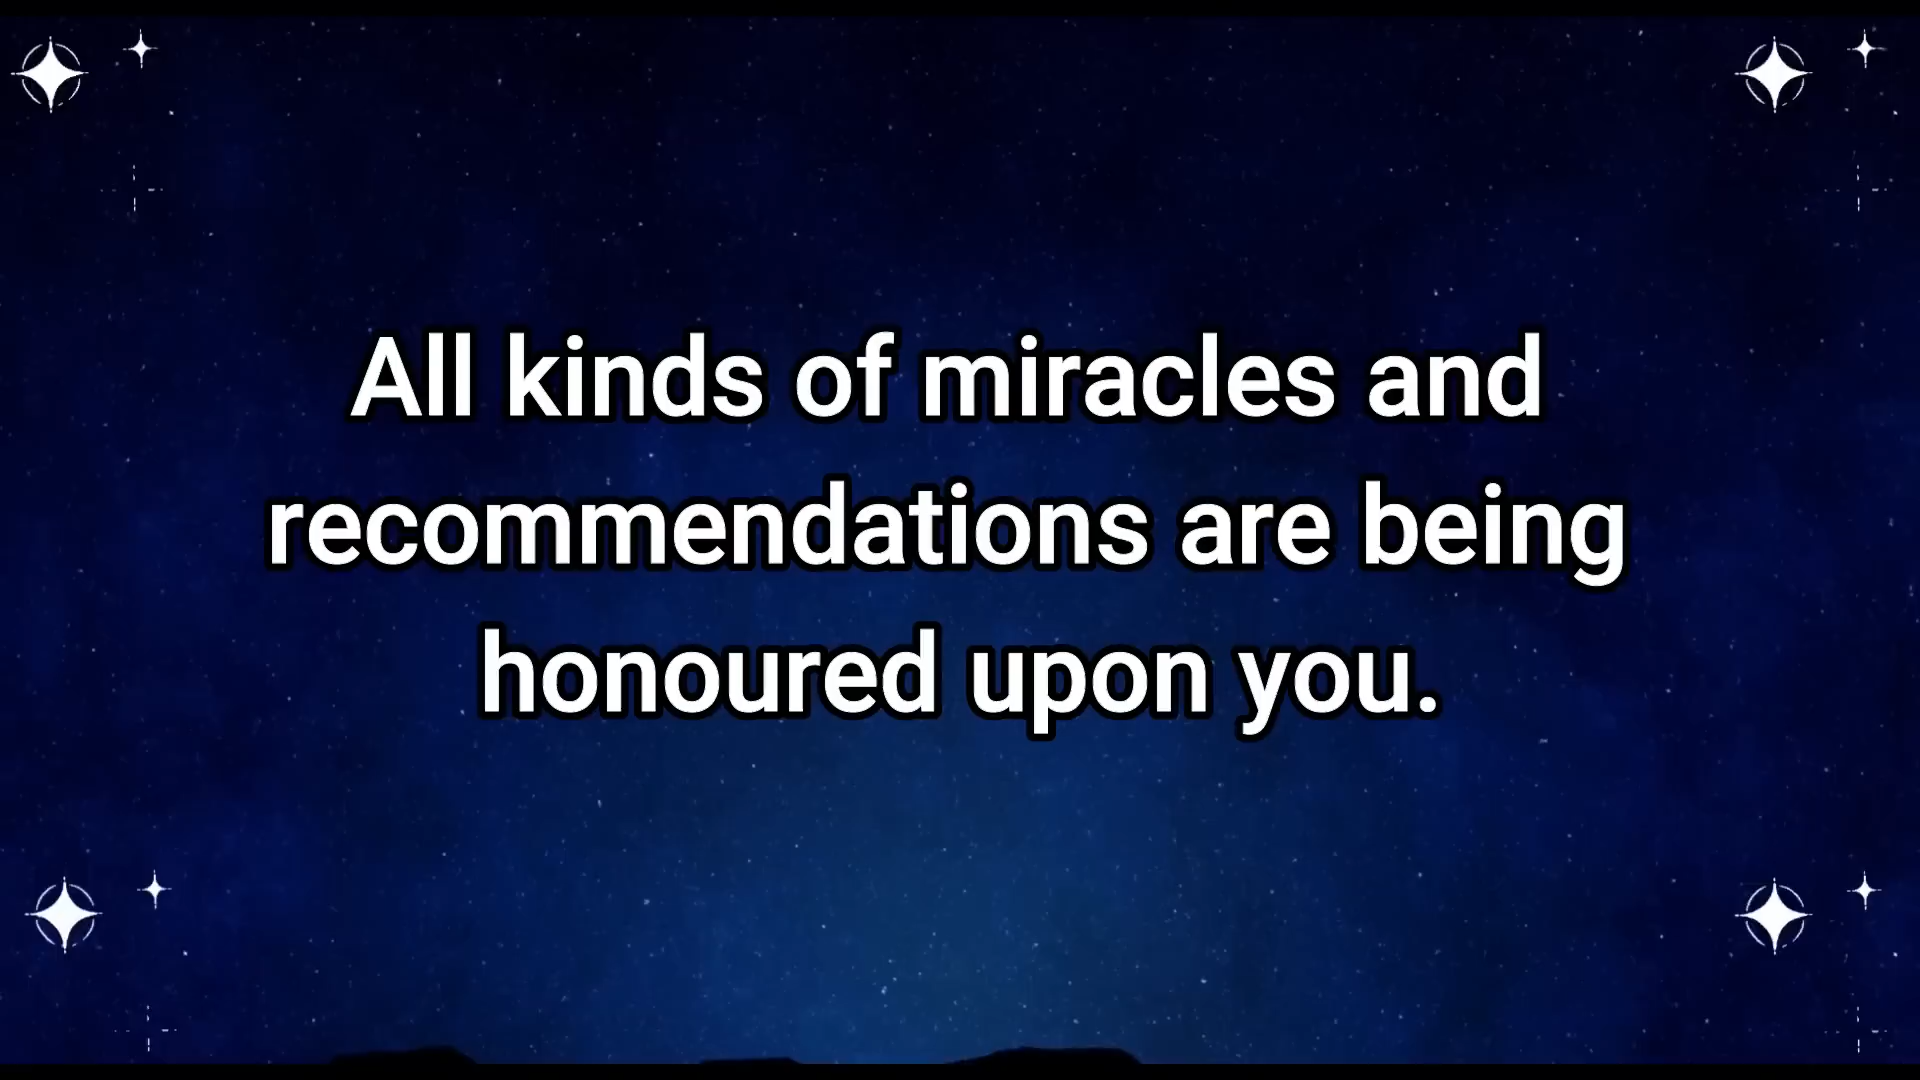 All kinds of miracles and
recommendations are being
honoured upon you.